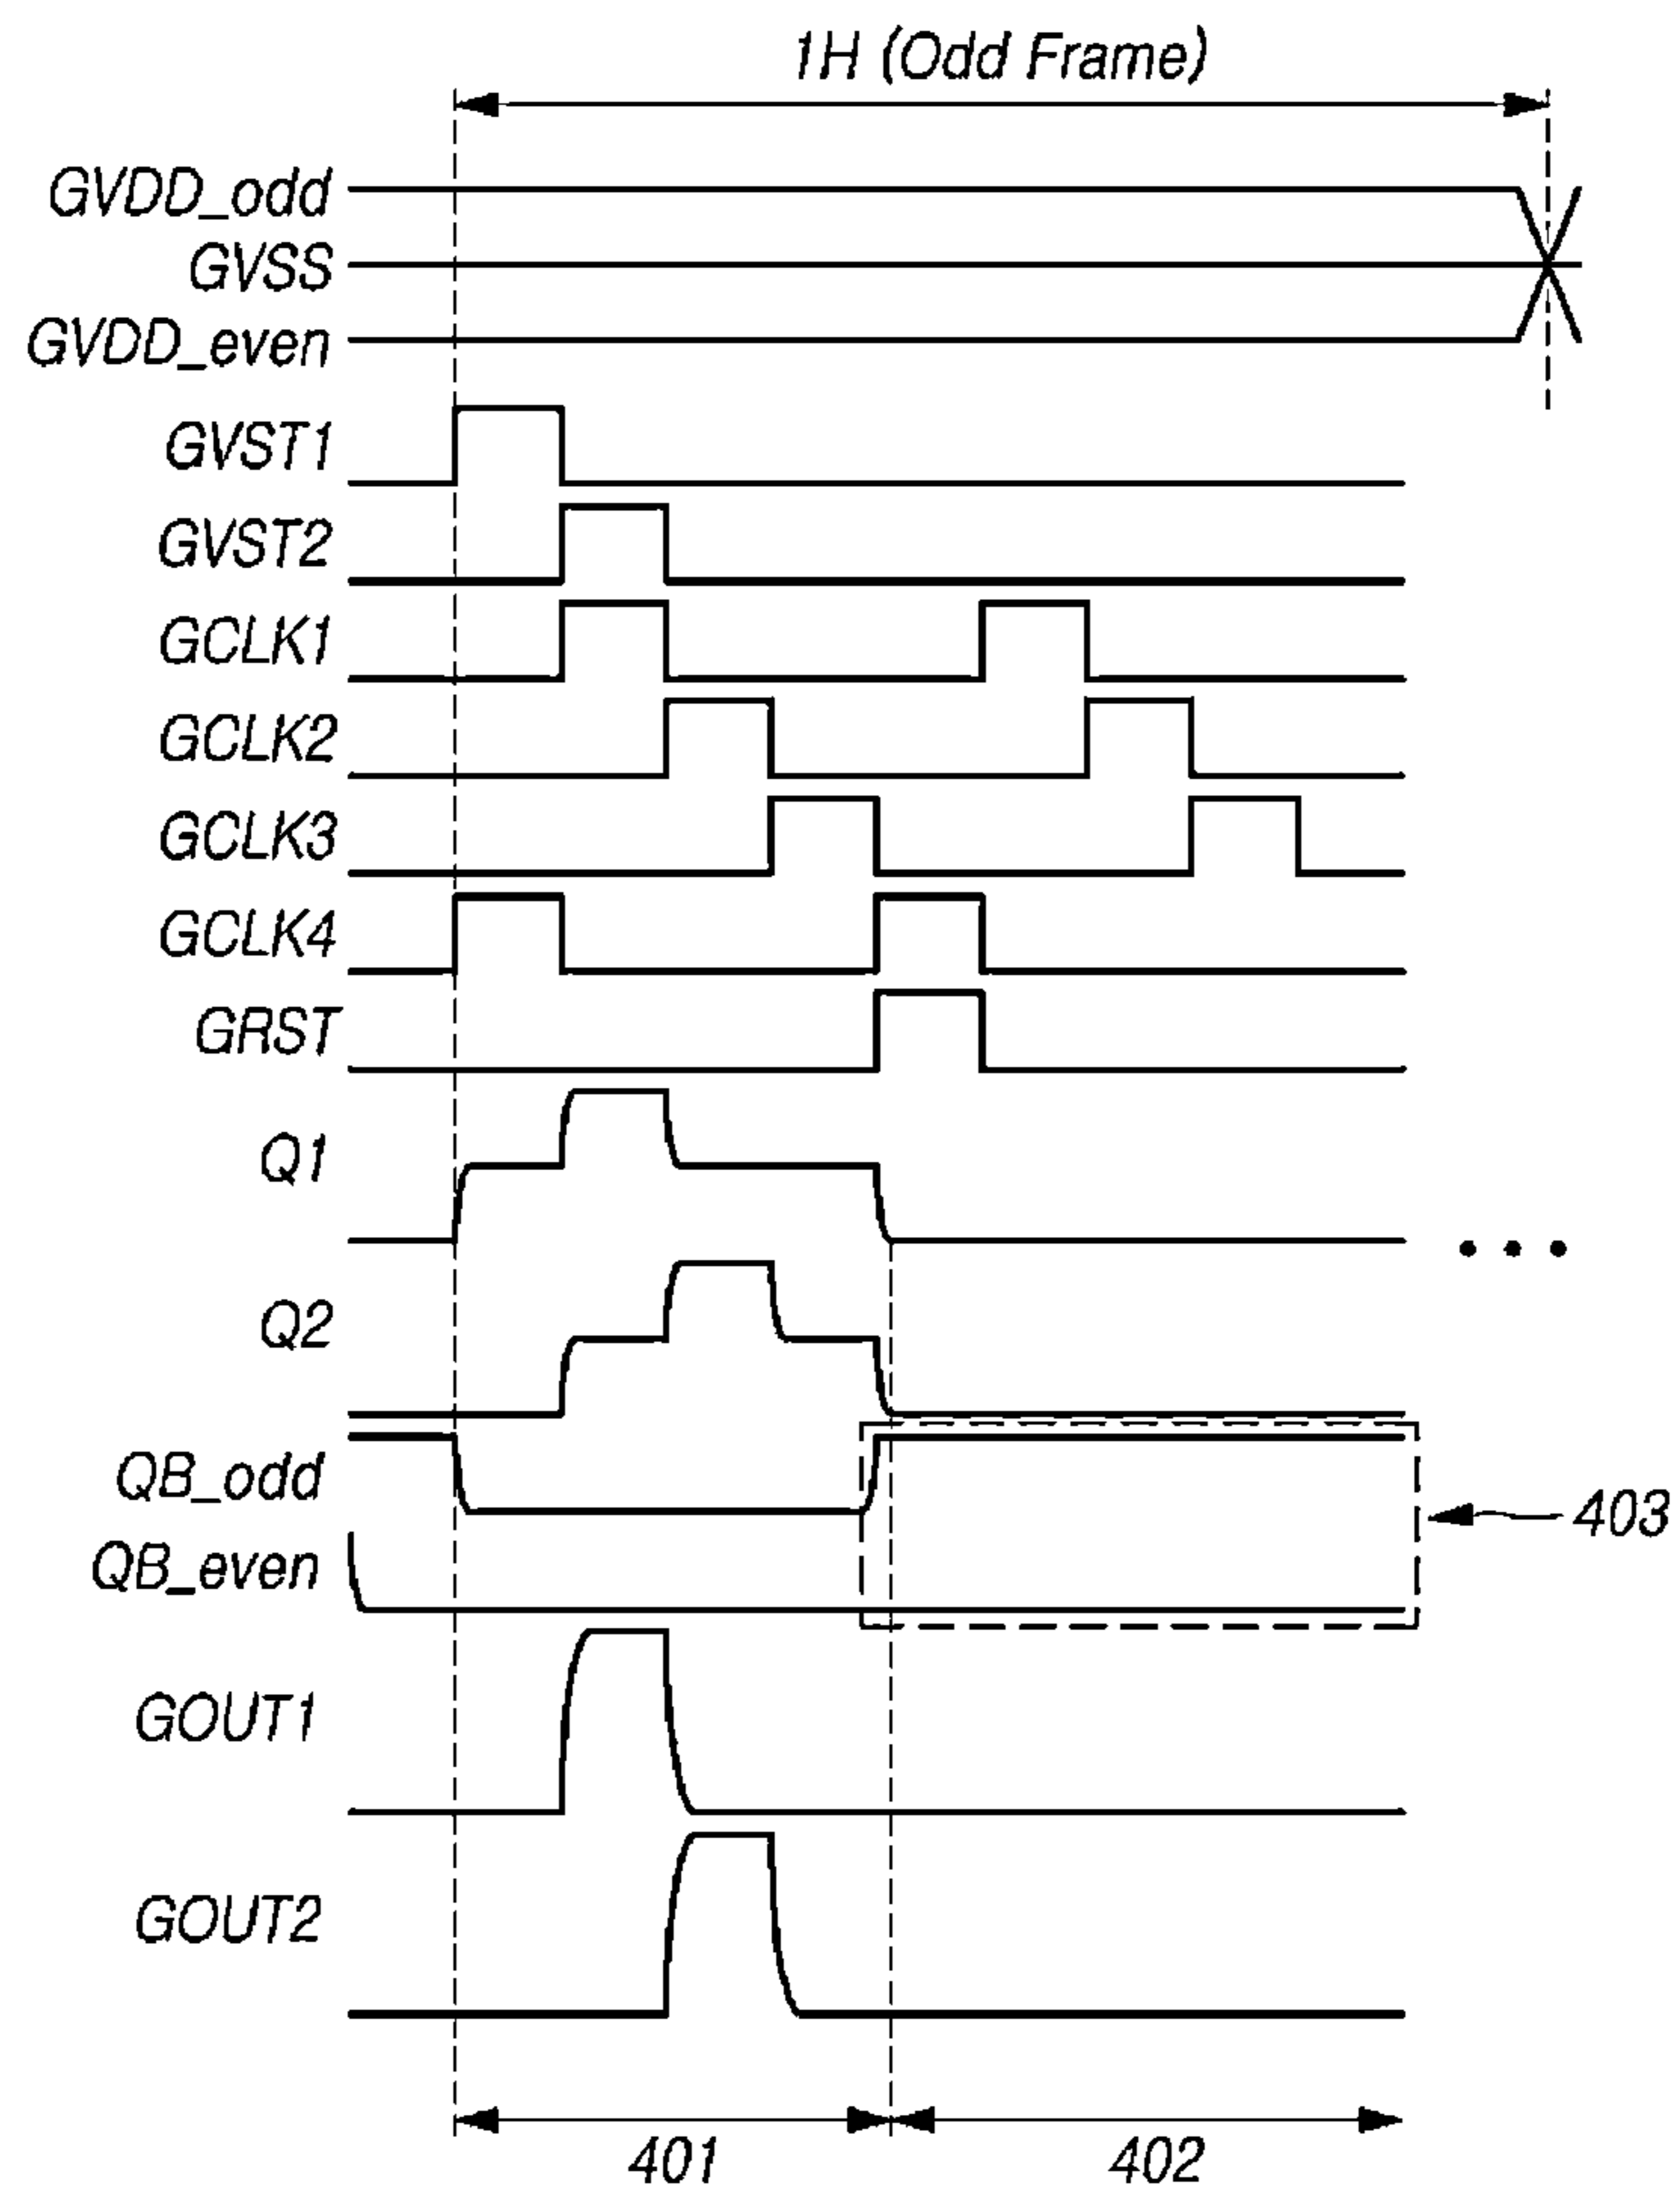 1H (Odd Frame)
GVDD_odd
GVSS
GVDD_even
GVST1
GVST2
GCLK1
GCLK2
GCLK3
GCLK4
GRST
Q1
Q2
QB_odd
403
QB_even
GOUT1
GOUT2
401
402